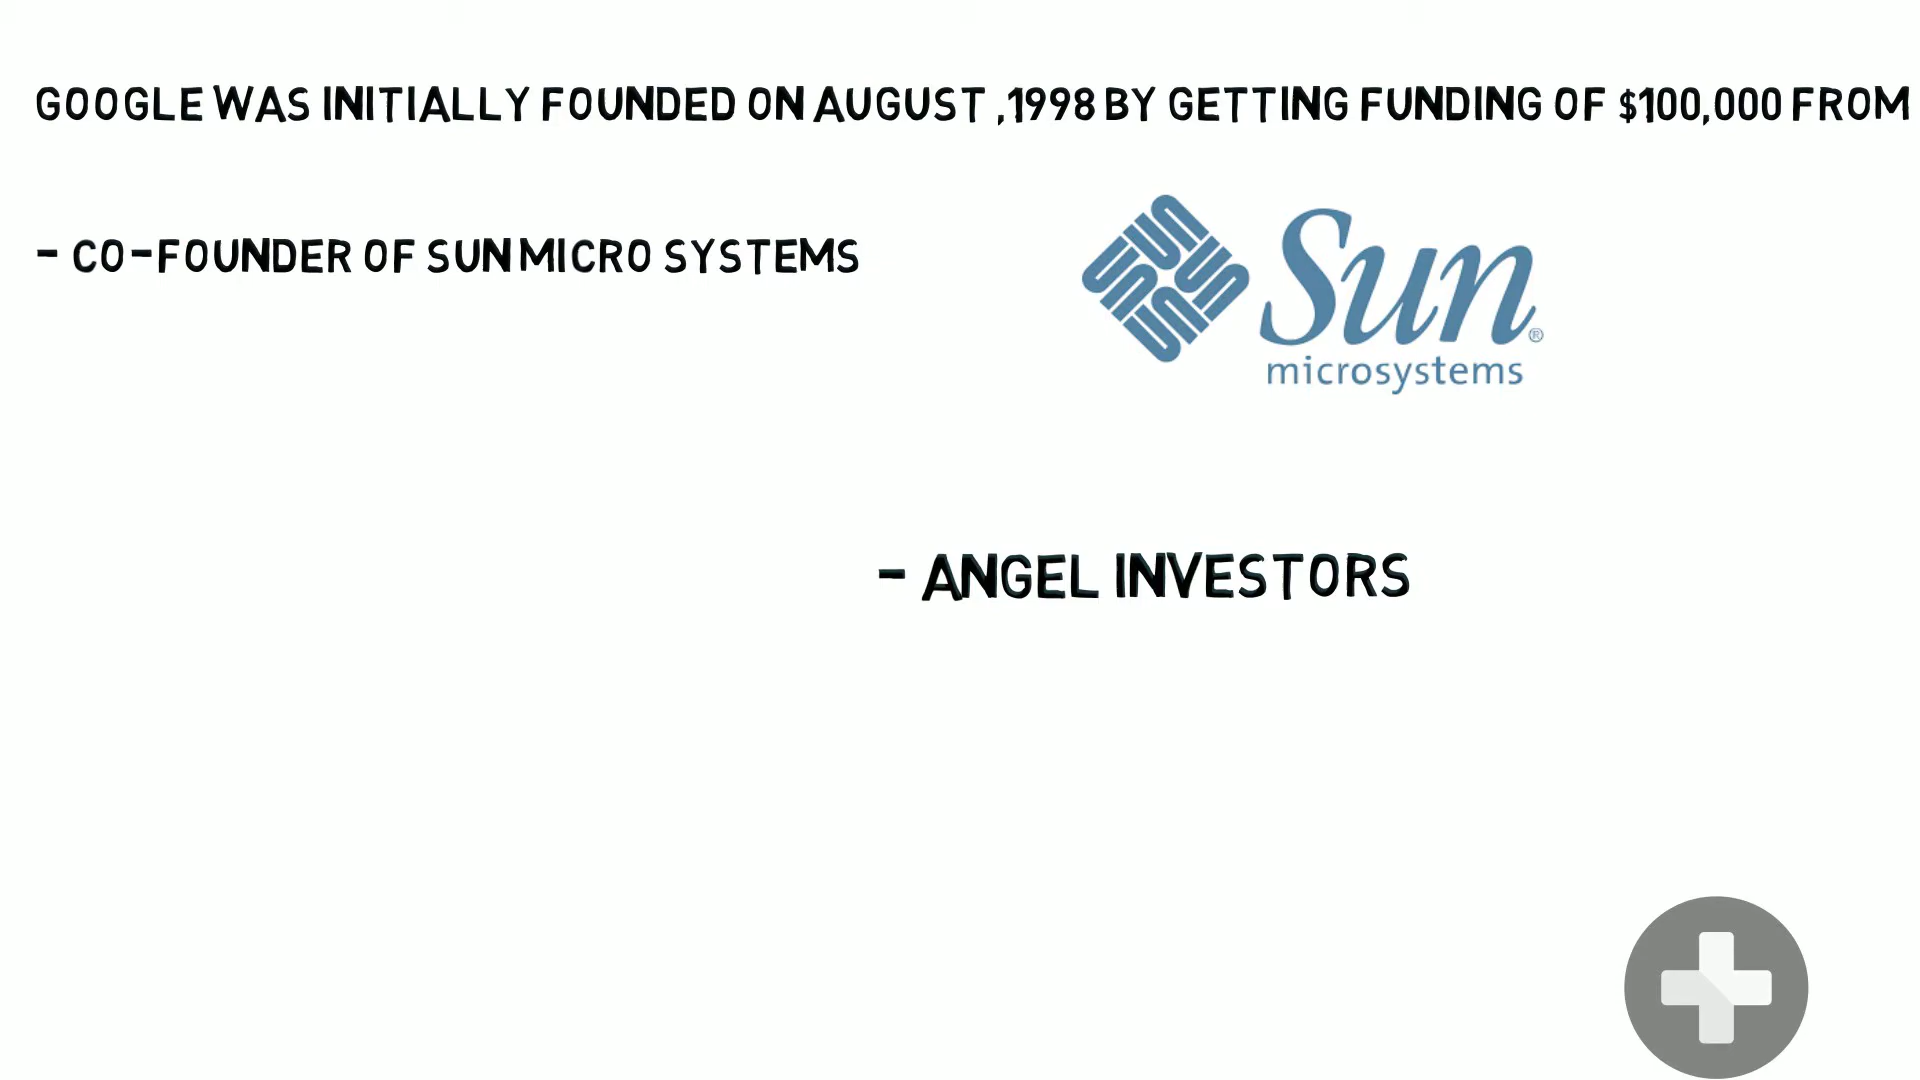 GOOGLE WAS INITIALLY FOUNDED ON AUGUST ,1998 BY GETTING FUNDING OF $100,000 FROM
- CO-FOUNDER OF SUN MICRO SYSTEMS
Sun®
microsystems
- ANGEL INVESTORS